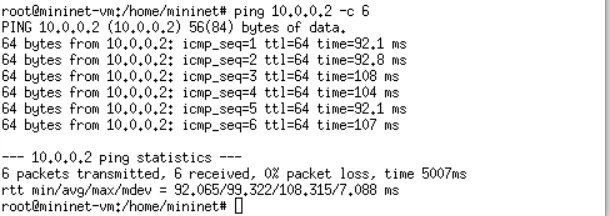 root@mininet-vm:/home/mininet# ping 10.0.0.2 -c 6
PING 10.0.0.2 (10.0.0.2) 56(84) bytes of data.
64 bytes from 10.0.0.2: icmp_seq=1 ttl=64 time=92.1 ms
64 bytes from 10.0.0.2: icmp_seq=2 ttl=64 time=92.8 ms
64 bytes from 10.0.0.2: icmp_seq=3 ttl=64 time=108 ms
64 bytes from 10.0.0.2: icmp_seq=4 ttl=64 time=104 ms
64 bytes from 10.0.0.2: icmp_seq=5 ttl=64 time=92.1 ms
64 bytes from 10.0.0.2: icmp_seq=6 ttl=64 time=107 ms
--- 10.0.0.2 ping statistics ---
6 packets transmitted, 6 received, 0% packet loss, time 5007ms
rtt min/avg/max/mdev = 92.065/99.322/108.315/7.088 ms
root@mininet-vm:/home/mininet#